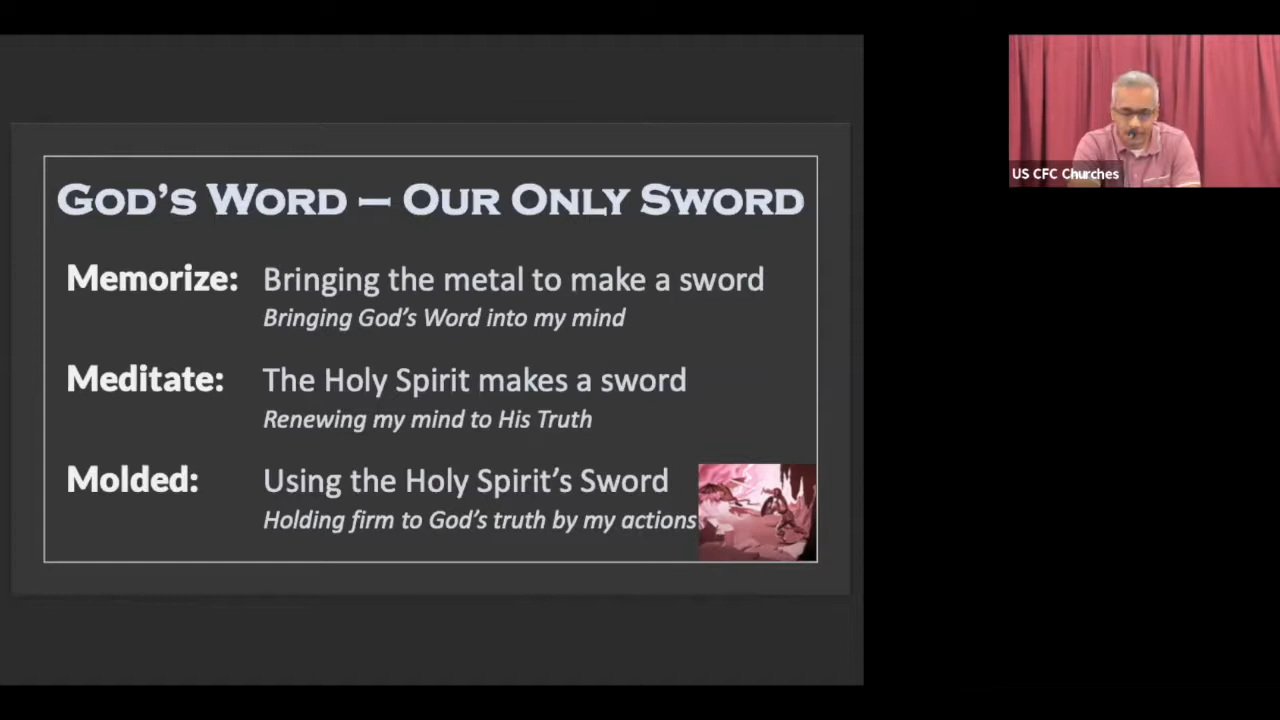 God's Word – Our Only Sword
Memorize: Bringing the metal to make a sword
Bringing God's Word into my mind
Meditate: The Holy Spirit makes a sword
Renewing my mind to His Truth
Molded: Using the Holy Spirit's Sword
Holding firm to God's truth by my actions
US CFC Churches